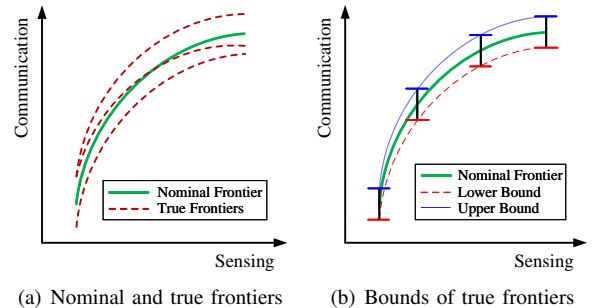 Communication
Nominal Frontier
True Frontiers
Sensing
(a) Nominal and true frontiers
Communication
Nominal Frontier
Lower Bound
Upper Bound
Sensing
(b) Bounds of true frontiers